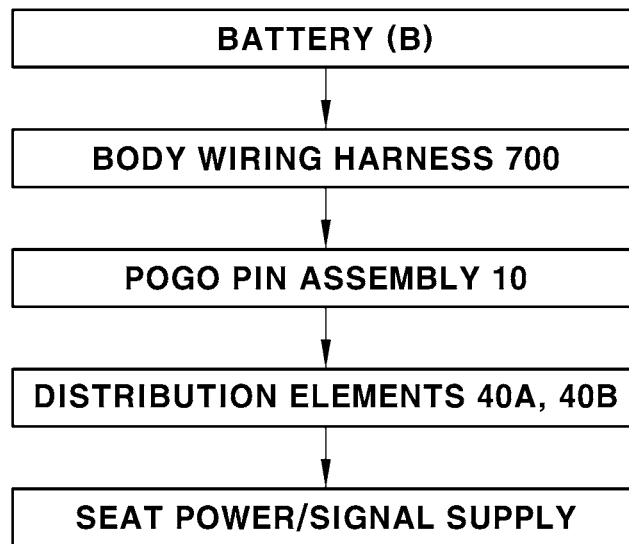 BATTERY (B)
BODY WIRING HARNESS 700
POGO PIN ASSEMBLY 10
DISTRIBUTION ELEMENTS 40A, 40B
SEAT POWER/SIGNAL SUPPLY